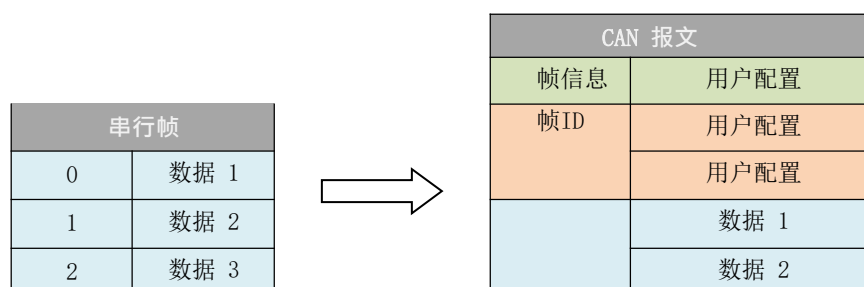 CAN 报文
帧信息 用户配置
帧ID 用户配置
用户配置
数据 1
数据 2
串行帧
0 数据 1
1 数据 2
2 数据 3